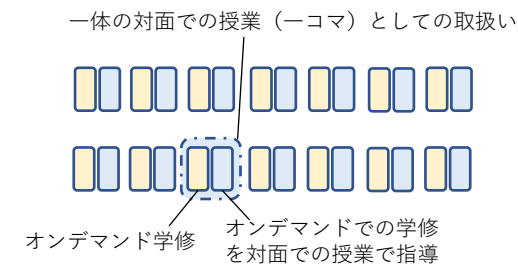 一体の対面での授業（一コマ）としての取扱い
オンデマンド学修
オンデマンドでの学修
を対面での授業で指導